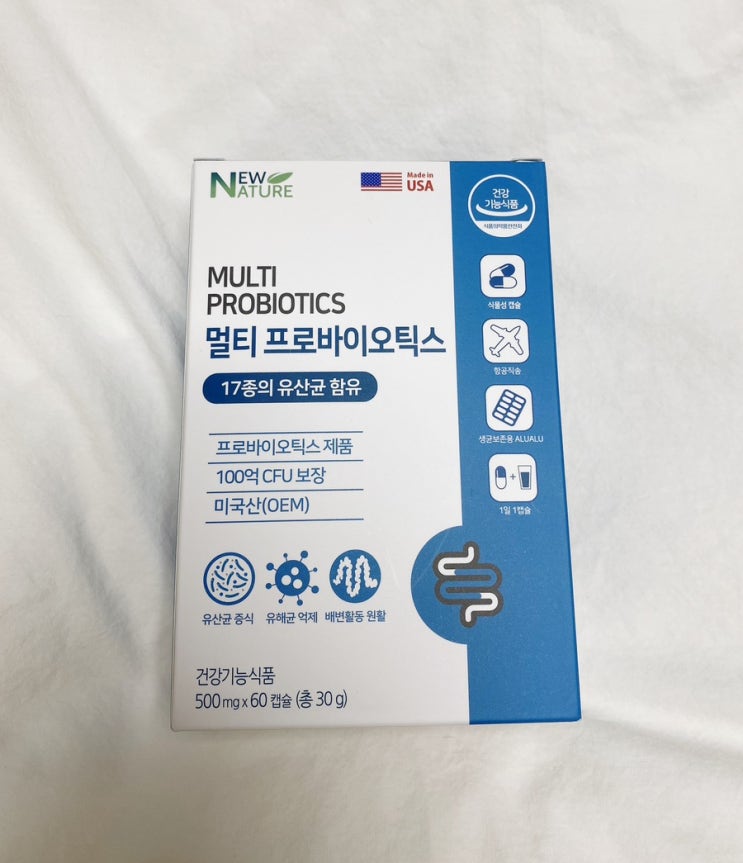 NEW
NATURE
Made in
USA
건강
기능식품
식품의약품안전처
MULTI
PROBIOTICS
멀티 프로바이오틱스
17종의 유산균 함유
프로바이오틱스 제품
100억 CFU 보장
미국산(OEM)
식물성 캡슐
항공직송
생균보존용 ALUALU
1일 1캡슐
유산균 증식
유해균 억제
배변활동 원활
건강기능식품
500 mg x 60 캡슐 (총 30 g)